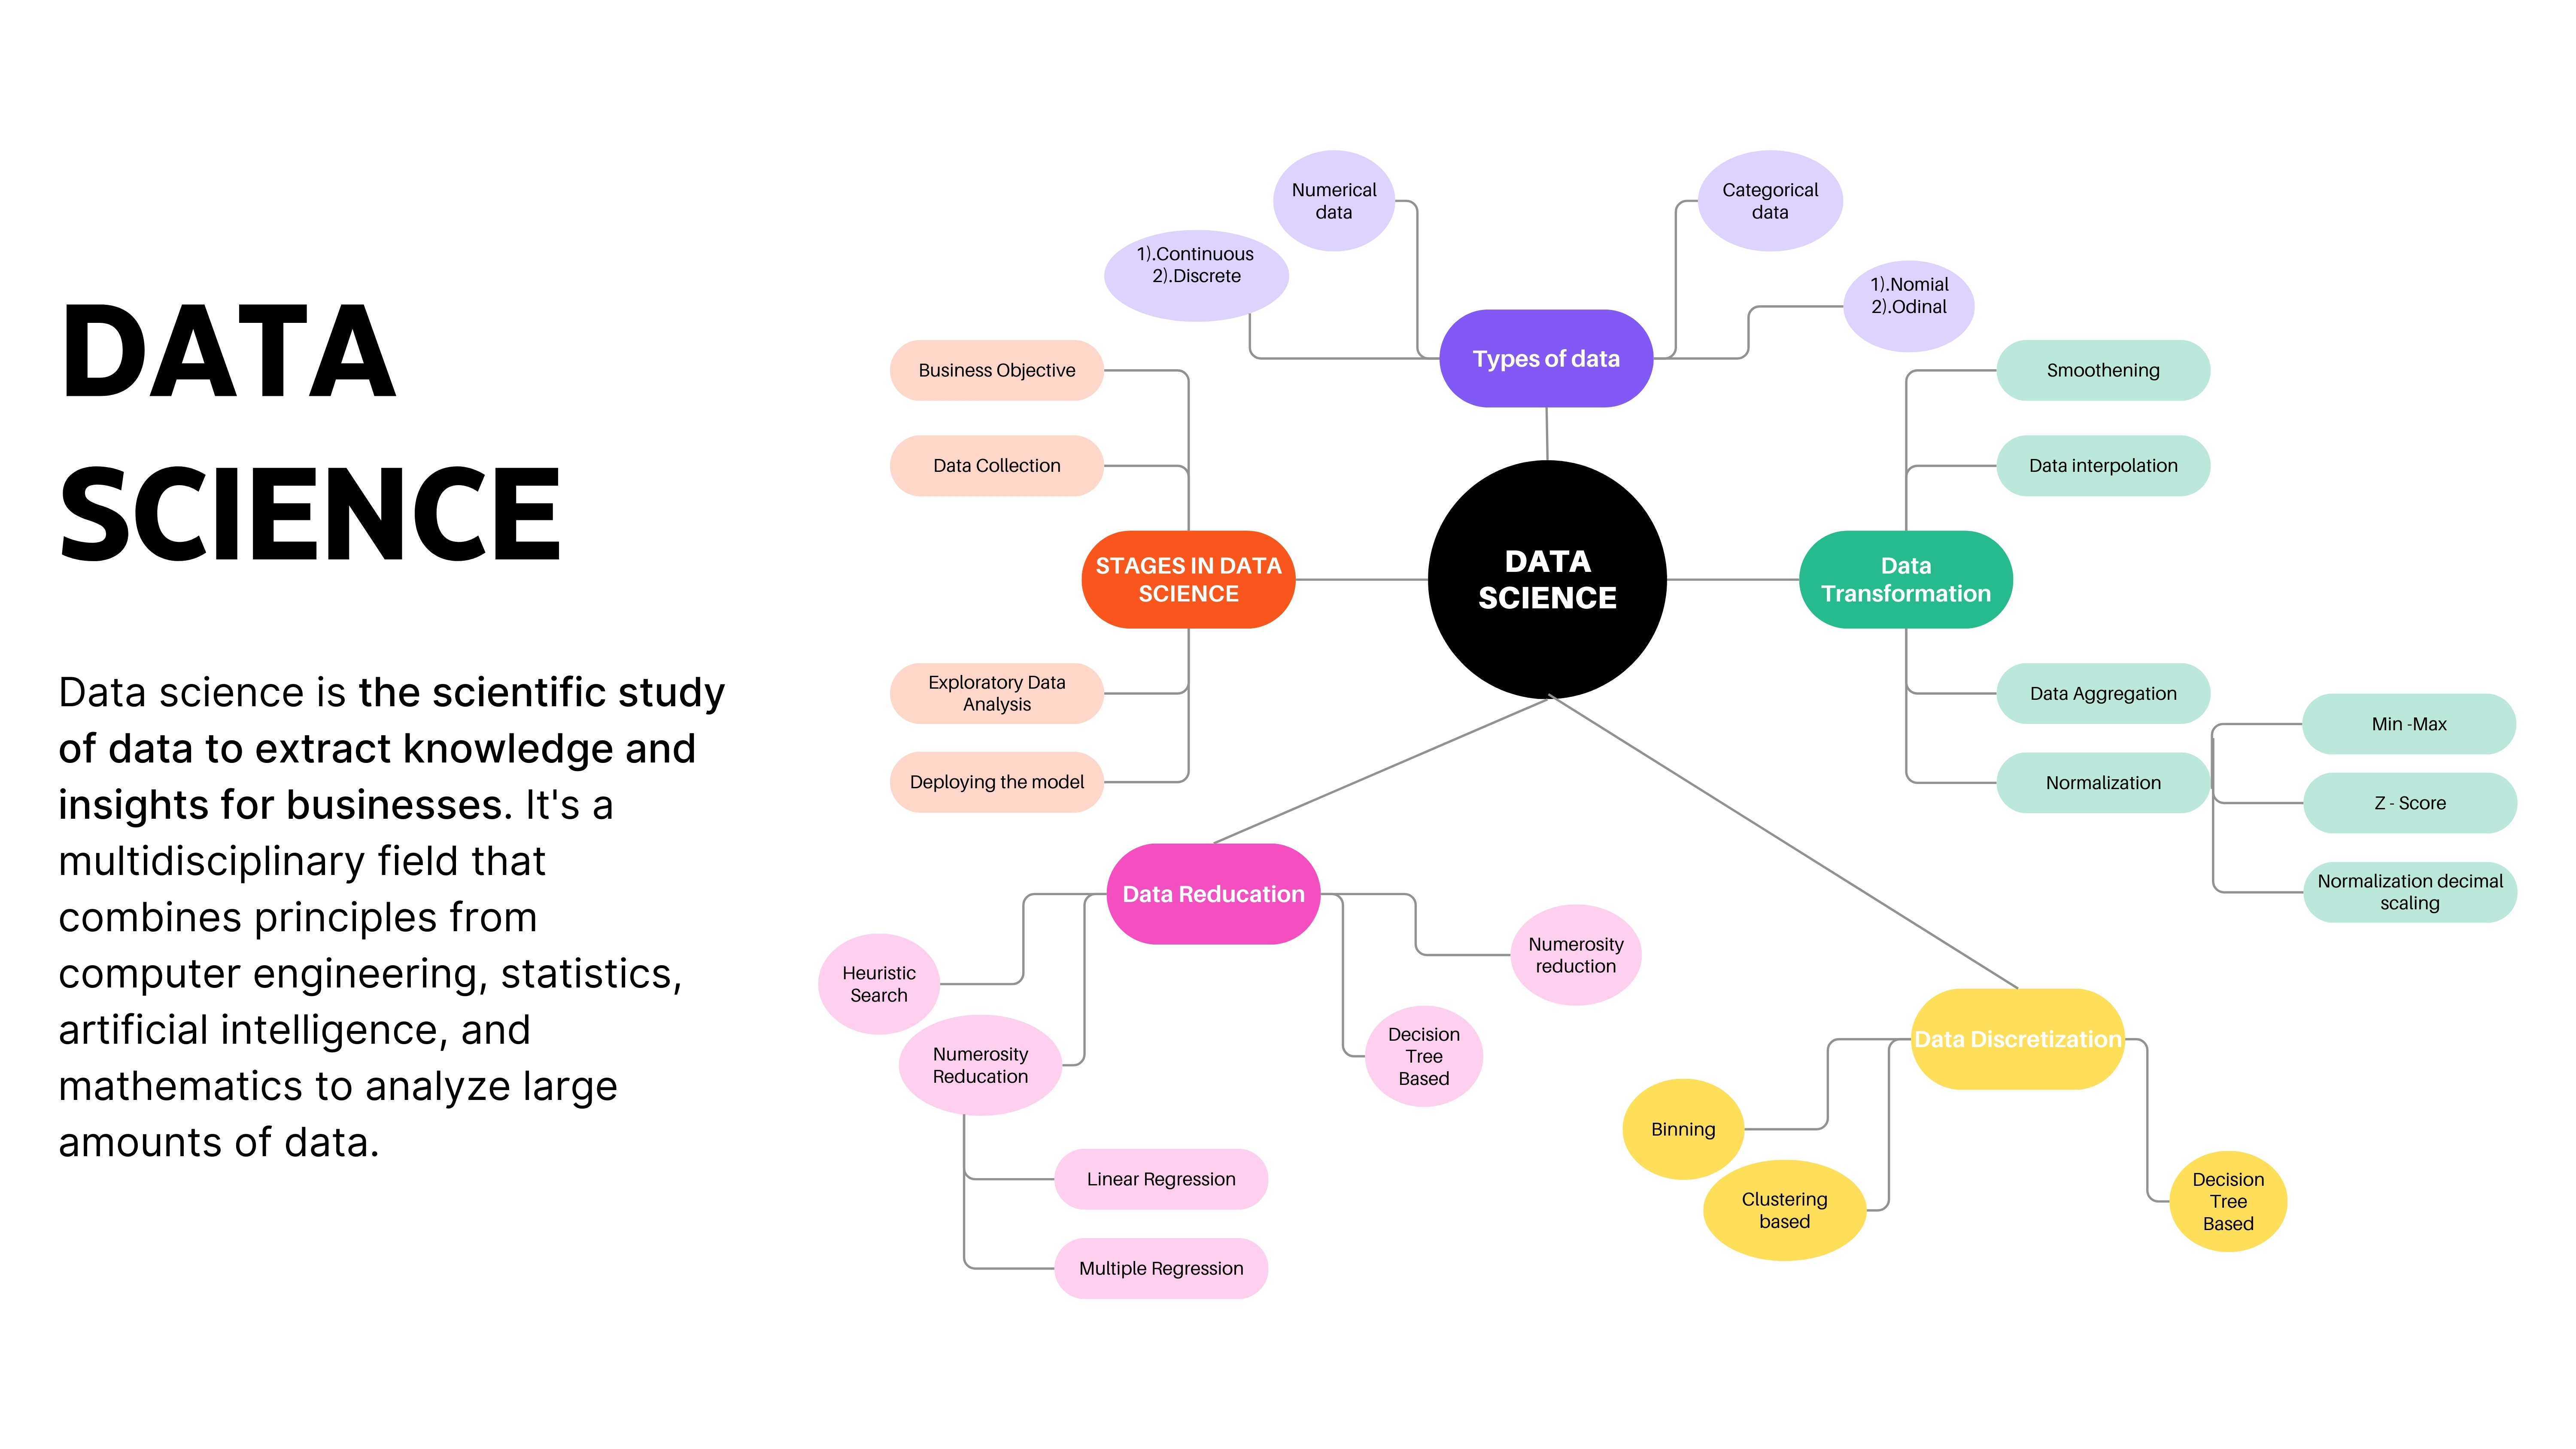 DATA
SCIENCE
Data science is the scientific study
of data to extract knowledge and
insights for businesses. It's a
multidisciplinary field that
combines principles from
computer engineering, statistics,
artificial intelligence, and
mathematics to analyze large
amounts of data.
Numerical
data
Categorical
data
1).Continuous
2).Discrete
1).Nomial
2).Odinal
Types of data
Business Objective
Data Collection
STAGES IN DATA
SCIENCE
Exploratory Data
Analysis
Deploying the model
DATA
SCIENCE
Smoothening
Data interpolation
Data
Transformation
Data Aggregation
Normalization
Min -Max
Z - Score
Normalization decimal
scaling
Data Reducation
Heuristic
Search
Numerosity
Reducation
Linear Regression
Multiple Regression
Numerosity
reduction
Decision
Tree
Based
Data Discretization
Binning
Clustering
based
Decision
Tree
Based